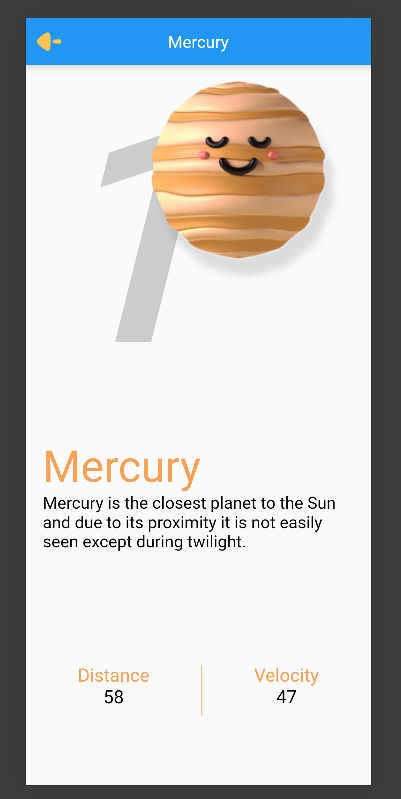 Mercury
1
Mercury
Mercury is the closest planet to the Sun
and due to its proximity it is not easily
seen except during twilight.
Distance
58
Velocity
47